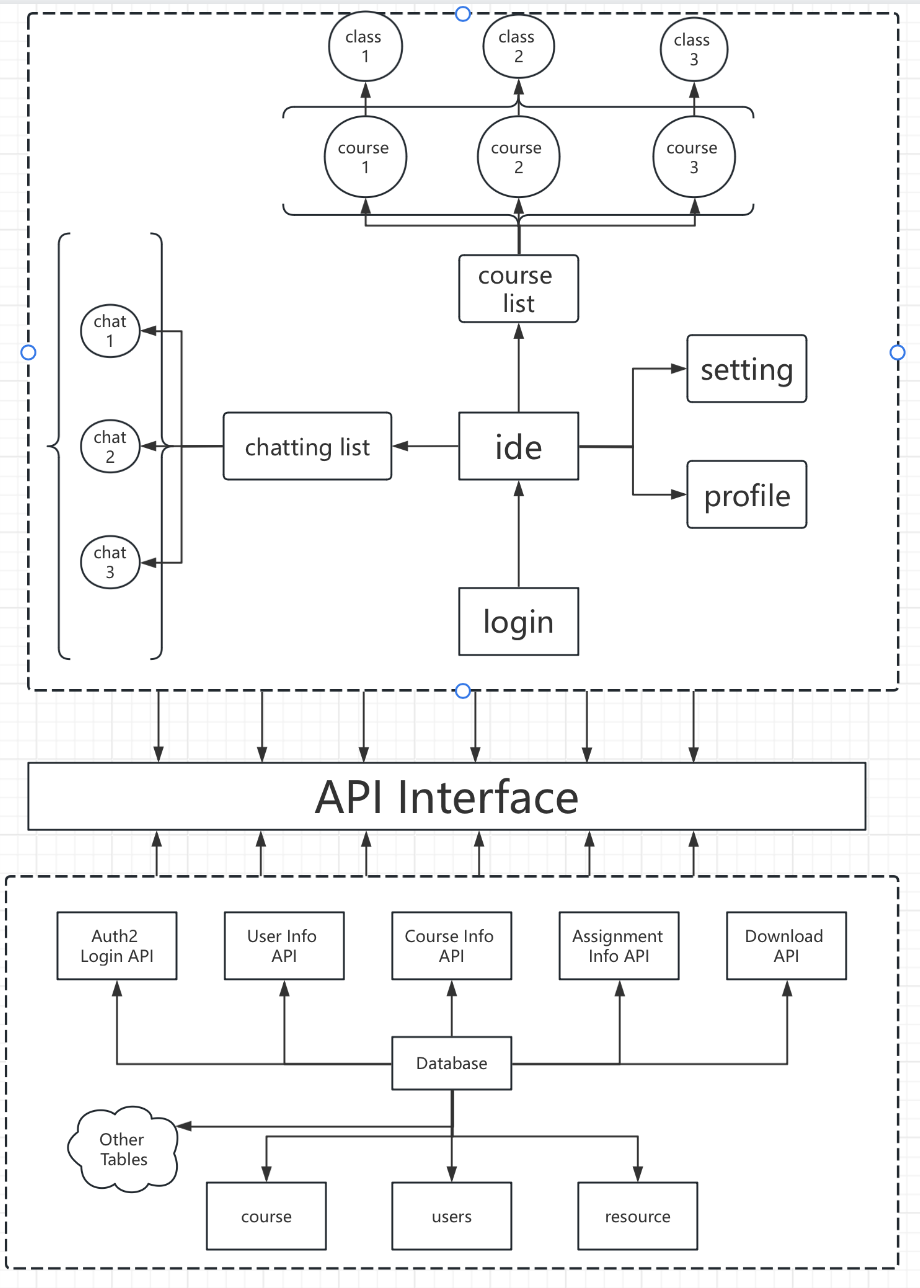 class
1
class
2
class
3
course
1
course
2
course
3
course
list
chat
1
chat
2
chat
3
chatting list
ide
setting
profile
login
API Interface
Auth2
Login API
User Info
API
Course Info
API
Assignment
Info API
Download
API
Database
Other
Tables
course
users
resource